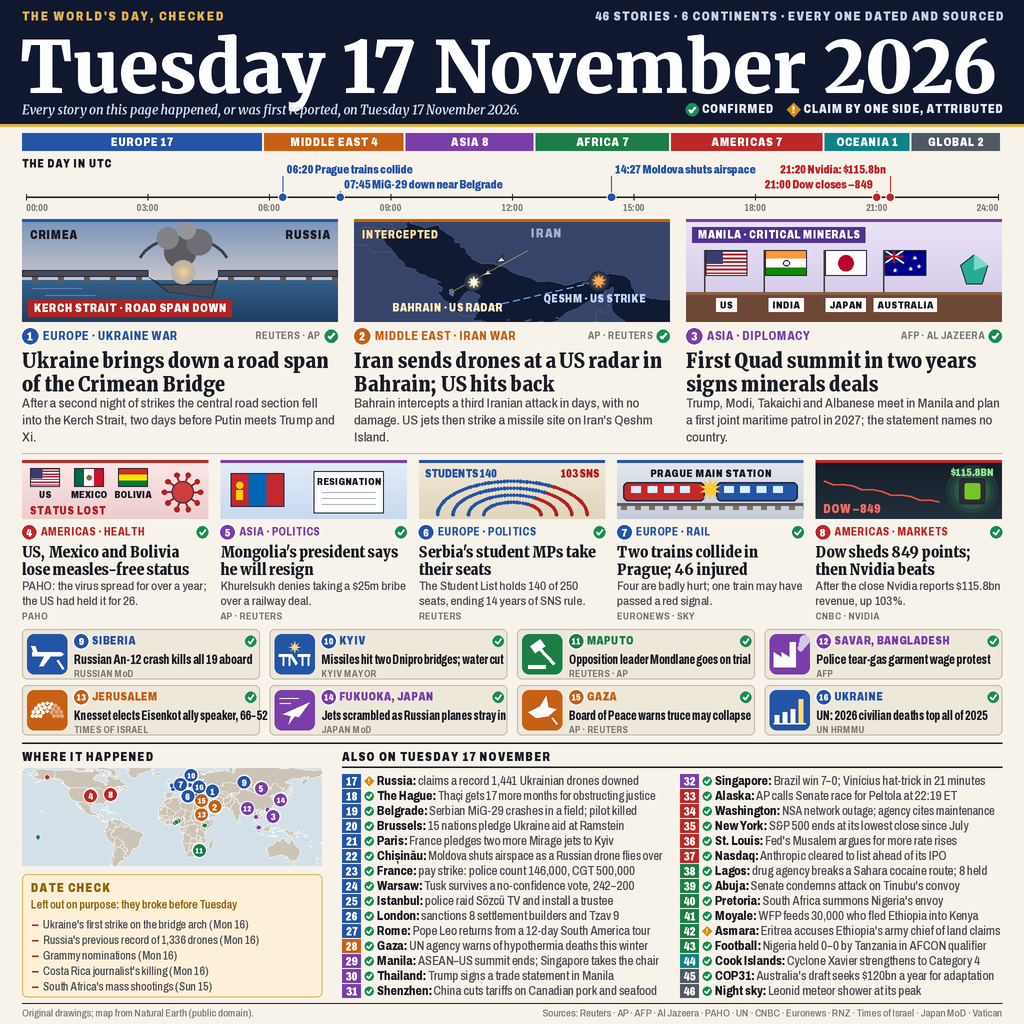 THE WORLD'S DAY, CHECKED
46 STORIES · 6 CONTINENTS · EVERY ONE DATED AND SOURCED
Tuesday 17 November 2026
Every story on this page happened, or was first reported, on Tuesday 17 November 2026.
CONFIRMED
CLAIM BY ONE SIDE, ATTRIBUTED
EUROPE 17
MIDDLE EAST 4
ASIA 8
AFRICA 7
AMERICAS 7
OCEANIA 1
GLOBAL 2
THE DAY IN UTC
06:20 Prague trains collide
07:45 MiG-29 down near Belgrade
14:27 Moldova shuts airspace
21:20 Nvidia: $115.8bn
21:00 Dow closes −849
00:00
03:00
06:00
09:00
12:00
15:00
18:00
24:00
CRIMEA
RUSSIA
KERCH STRAIT · ROAD SPAN DOWN
1 EUROPE · UKRAINE WAR
REUTERS · AP
Ukraine brings down a road span
of the Crimean Bridge
After a second night of strikes the central road section fell
into the Kerch Strait, two days before Putin meets Trump and
Xi.
INTERCEPTED
IRAN
QESHM · US STRIKE
BAHRAIN · US RADAR
2 MIDDLE EAST · IRAN WAR
AP · REUTERS
Iran sends drones at a US radar in
Bahrain; US hits back
Bahrain intercepts a third Iranian attack in days, with no
damage. US jets then strike a missile site on Iran's Qeshm
Island.
MANILA · CRITICAL MINERALS
US
INDIA
JAPAN
AUSTRALIA
3 ASIA · DIPLOMACY
AFP · AL JAZEERA
First Quad summit in two years
signs minerals deals
Trump, Modi, Takaichi and Albanese meet in Manila and plan
a first joint maritime patrol in 2027; the statement names no
country.
US
MEXICO
BOLIVIA
STATUS LOST
4 AMERICAS · HEALTH
US, Mexico and Bolivia
lose measles-free status
PAHO: the virus spread for over a year;
the US had held it for 26.
PAHO
RESIGNATION
5 ASIA · POLITICS
Mongolia's president says
he will resign
Khurelsukh denies taking a $25m bribe
over a railway deal.
AP · REUTERS
STUDENTS 140
103 SNS
6 EUROPE · POLITICS
Serbia's student MPs take
their seats
The Student List holds 140 of 250
seats, ending 14 years of SNS rule.
REUTERS
PRAGUE MAIN STATION
7 EUROPE · RAIL
Two trains collide in
Prague; 46 injured
Four are badly hurt; one train may have
passed a red signal.
EURONEWS · SKY
$115.8BN
DOW −849
8 AMERICAS · MARKETS
Dow sheds 849 points;
then Nvidia beats
After the close Nvidia reports $115.8bn
revenue, up 103%.
CNBC · NVIDIA
9 SIBERIA
Russian An-12 crash kills all 19 aboard
RUSSIAN MoD
10 KYIV
Missiles hit two Dnipro bridges; water cut
KYIV MAYOR
11 MAPUTO
Opposition leader Mondlane goes on trial
REUTERS · AP
12 SAVAR, BANGLADESH
Police tear-gas garment wage protest
AFP
13 JERUSALEM
Knesset elects Eisenkot ally speaker, 66–52
TIMES OF ISRAEL
14 FUKUOKA, JAPAN
Jets scrambled as Russian planes stray in
JAPAN MoD
15 GAZA
Board of Peace warns truce may collapse
AP · REUTERS
16 UKRAINE
UN: 2026 civilian deaths top all of 2025
UN HRMMU
WHERE IT HAPPENED
4
8
10
7
6
1
15
2
13
9
5
14
12
3
11
DATE CHECK
Left out on purpose: they broke before Tuesday
– Ukraine's first strike on the bridge arch (Mon 16)
– Russia's previous record of 1,336 drones (Mon 16)
– Grammy nominations (Mon 16)
– Costa Rica journalist's killing (Mon 16)
– South Africa's mass shootings (Sun 15)
ALSO ON TUESDAY 17 NOVEMBER
17 Russia: claims a record 1,441 Ukrainian drones downed
18 The Hague: Thaçi gets 17 more months for obstructing justice
19 Belgrade: Serbian MiG-29 crashes in a field; pilot killed
20 Brussels: 15 nations pledge Ukraine aid at Ramstein
21 Paris: France pledges two more Mirage jets to Kyiv
22 Chișinău: Moldova shuts airspace as a Russian drone flies over
23 France: pay strike: police count 146,000, CGT 500,000
24 Warsaw: Tusk survives a no-confidence vote, 242–200
25 Istanbul: police raid Sözcü TV and install a trustee
26 London: sanctions 8 settlement builders and Tzav 9
27 Rome: Pope Leo returns from a 12-day South America tour
28 Gaza: UN agency warns of hypothermia deaths this winter
29 Manila: ASEAN–US summit ends; Singapore takes the chair
30 Thailand: Trump signs a trade statement in Manila
31 Shenzhen: China cuts tariffs on Canadian pork and seafood
32 Singapore: Brazil win 7–0; Vinícius hat-trick in 21 minutes
33 Alaska: AP calls Senate race for Peltola at 22:19 ET
34 Washington: NSA network outage; agency cites maintenance
35 New York: S&P 500 ends at its lowest close since July
36 St. Louis: Fed's Musalem argues for more rate rises
37 Nasdaq: Anthropic cleared to list ahead of its IPO
38 Lagos: drug agency breaks a Sahara cocaine route; 8 held
39 Abuja: Senate condemns attack on Tinubu's convoy
40 Pretoria: South Africa summons Nigeria's envoy
41 Moyale: WFP feeds 30,000 who fled Ethiopia into Kenya
42 Asmara: Eritrea accuses Ethiopia's army chief of land claims
43 Football: Nigeria held 0–0 by Tanzania in AFCON qualifier
44 Cook Islands: Cyclone Xavier strengthens to Category 4
45 COP31: Australia's draft seeks $120bn a year for adaptation
46 Night sky: Leonid meteor shower at its peak
Original drawings; map from Natural Earth (public domain).
Sources: Reuters · AP · AFP · Al Jazeera · PAHO · UN · CNBC · Euronews · RNZ · Times of Israel · Japan MoD · Vatican